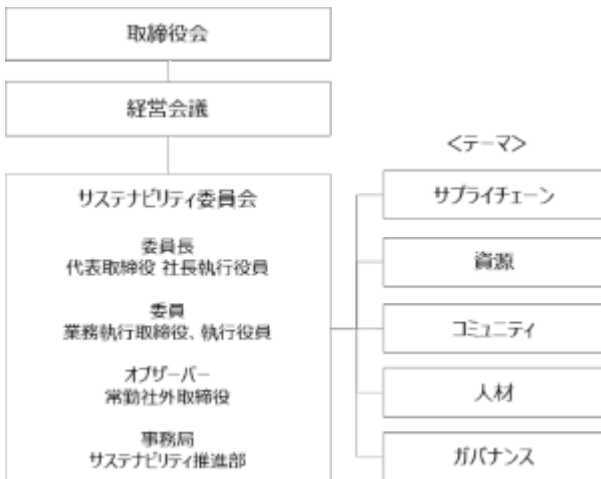 取締役会
経営会議
サステナビリティ委員会
委員長
代表取締役 社長執行役員
委員
業務執行取締役、執行役員
オブザーバー
常勤社外取締役
事務局
サステナビリティ推進部
<テーマ>
サプライチェーン
資源
コミュニティ
人材
ガバナンス